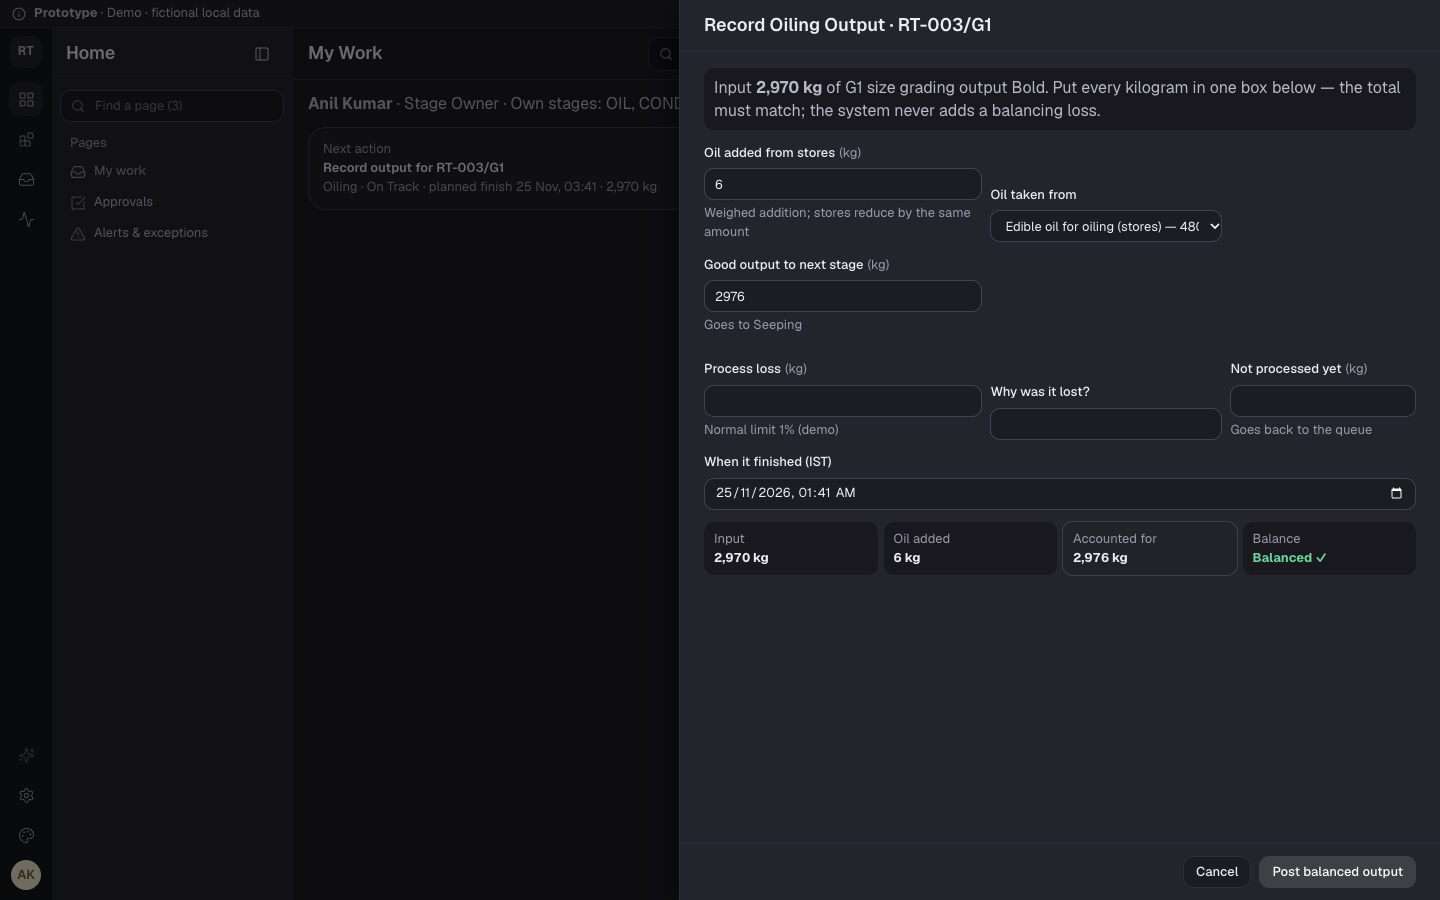 Prototype · Demo · fictional local data
RT
Home
Find a page (3)
Pages
My work
Approvals
Alerts & exceptions
AK
My Work
Anil Kumar · Stage Owner · Own stages: OIL, COND
Next action
Record output for RT-003/G1
Oiling · On Track · planned finish 25 Nov, 03:41 · 2,970 kg
Record Oiling Output · RT-003/G1
Input 2,970 kg of G1 size grading output Bold. Put every kilogram in one box below — the total
must match; the system never adds a balancing loss.
Oil added from stores (kg)
6
Weighed addition; stores reduce by the same
amount
Oil taken from
Edible oil for oiling (stores) — 480
Good output to next stage (kg)
2976
Goes to Seeping
Process loss (kg)
Normal limit 1% (demo)
Why was it lost?
Not processed yet (kg)
Goes back to the queue
When it finished (IST)
25/11/2026, 01:41 AM
Input
2,970 kg
Oil added
6 kg
Accounted for
2,976 kg
Balance
Balanced ✓
Cancel
Post balanced output